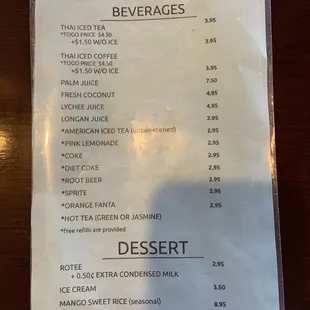 BEVERAGES
THAI ICED TEA 3.95
*TOGO PRICE $4.50
+$1.50 W/O ICE 3.95
THAI ICED COFFEE
*TOGO PRICE $4.50
+$1.50 W/O ICE 3.95
PALM JUICE 7.50
FRESH COCONUT 4.95
LYCHEE JUICE 4.95
LONGAN JUICE 2.95
*AMERICAN ICED TEA (unsweetened) 2.95
*PINK LEMONADE 2.95
*COKE 2.95
*DIET COKE 2.95
*ROOT BEER 2.95
*SPRITE 2.95
*ORANGE FANTA 2.95
*HOT TEA (GREEN OR JASMINE)
*free refills are provided
DESSERT
ROTEE 2.95
+ 0.50¢ EXTRA CONDENSED MILK
ICE CREAM 3.50
MANGO SWEET RICE (seasonal) 8.95